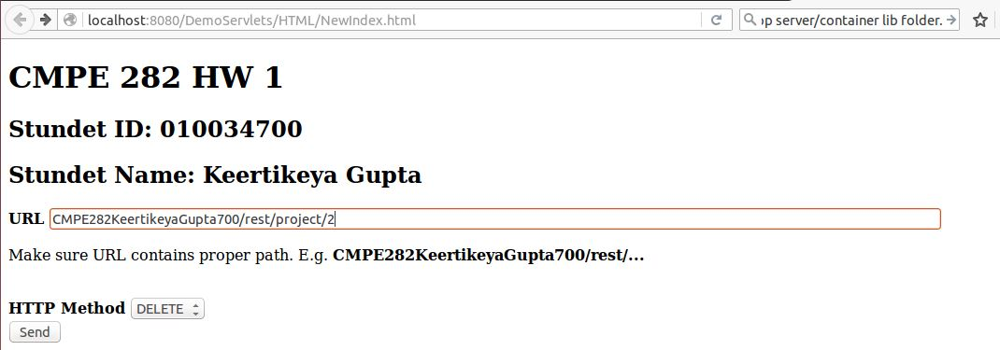 localhost:8080/DemoServlets/HTML/NewIndex.html
pp server/container lib folder.
CMPE 282 HW 1
Stundet ID: 010034700
Stundet Name: Keertikeya Gupta
URL CMPE282KeertikeyaGupta700/rest/project/2
Make sure URL contains proper path. E.g. CMPE282KeertikeyaGupta700/rest/...
HTTP Method DELETE
Send